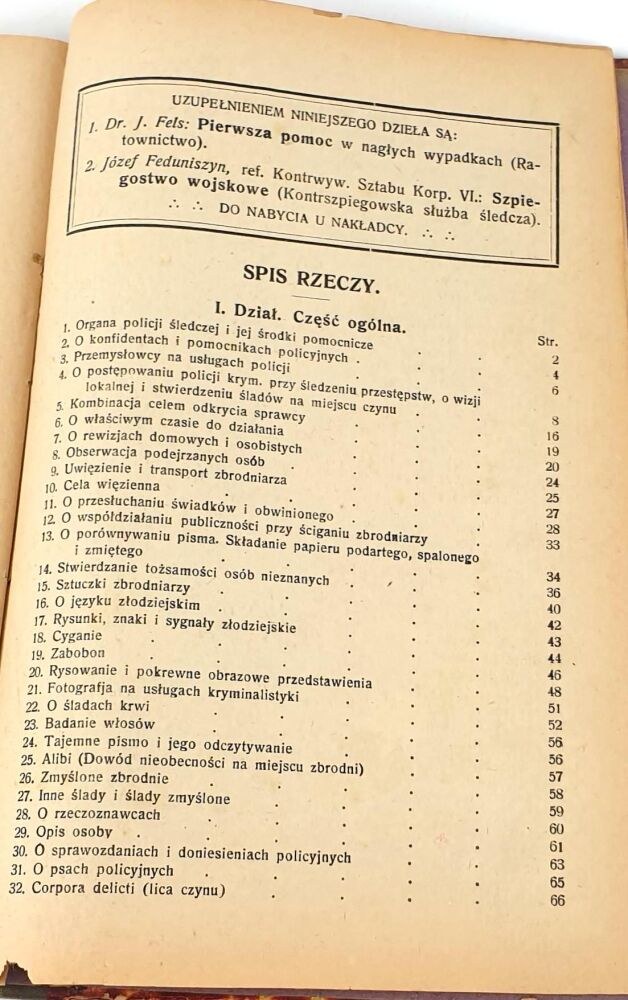 UZUPEŁNIENIEM NINIEJSZEGO DZIEŁA SĄ:
1. Dr. J. Fels: Pierwsza pomoc w nagłych wypadkach (Ra-
townictwo).
2. Józef Feduniszyn, ref. Kontrwyw. Sztabu Korp. VI.: Szpie-
gostwo wojskowe (Kontrszpiegowska służba śledcza).
∴ ∴ DO NABYCIA U NAKŁADCY. ∴ ∴
SPIS RZECZY.
I. Dział. Część ogólna.
Str.
1. Organa policji śledczej i jej środki pomocnicze . . 2
2. O konfidentach i pomocnikach policyjnych . . . 4
3. Przemysłowcy na usługach policji . . . 6
4. O postępowaniu policji krym. przy śledzeniu przestępstw, o wizji
lokalnej i stwierdzeniu śladów na miejscu czynu . . 8
5. Kombinacja celem odkrycia sprawcy . . . 16
6. O właściwym czasie do działania . . . 19
7. O rewizjach domowych i osobistych . . . 20
8. Obserwacja podejrzanych osób . . . . 24
9. Uwięzienie i transport zbrodniarza . . . 25
10. Cela więzienna . . . . . 27
11. O przesłuchaniu świadków i obwinionego . . . 28
12. O współdziałaniu publiczności przy ściganiu zbrodniarzy . 33
13. O porównywaniu pisma. Składanie papieru podartego, spalonego
i zmiętego . . . . . 34
14. Stwierdzanie tożsamości osób nieznanych . . . 36
15. Sztuczki zbrodniarzy . . . . 40
16. O języku złodziejskim . . . . . 42
17. Rysunki, znaki i sygnały złodziejskie . . . 43
18. Cyganie . . . . . . 44
19. Zabobon . . . . . . 46
20. Rysowanie i pokrewne obrazowe przedstawienia . . 48
21. Fotografja na usługach kryminalistyki . . . 51
22. O śladach krwi . . . . . 52
23. Badanie włosów . . . . . 56
24. Tajemne pismo i jego odczytywanie . . . 56
25. Alibi (Dowód nieobecności na miejscu zbrodni) . . 57
26. Zmyślone zbrodnie . . . . . 58
27. Inne ślady i ślady zmyślone . . . . 59
28. O rzeczoznawcach . . . . . 60
29. Opis osoby . . . . . . 61
30. O sprawozdaniach i doniesieniach policyjnych . . 63
31. O psach policyjnych . . . . . 65
32. Corpora delicti (lica czynu) . . . . 66